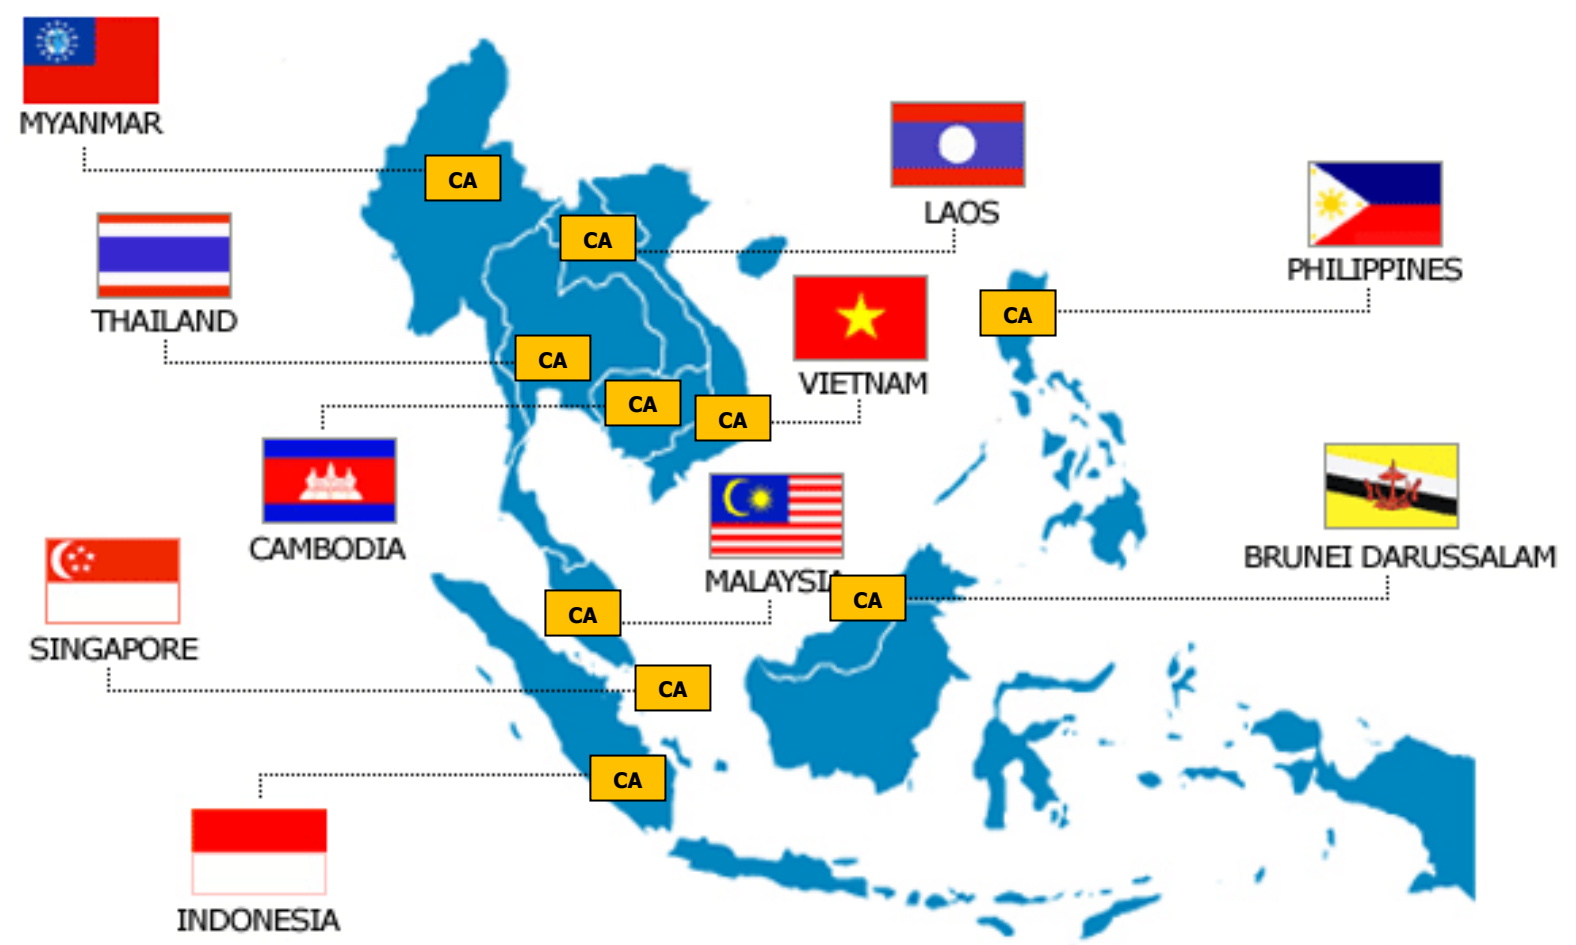 MYANMAR
CA
LAOS
CA
PHILIPPINES
CA
THAILAND
CA
VIETNAM
CA
CAMBODIA
CA
MALAYSIA
CA
BRUNEI DARUSSALAM
CA
SINGAPORE
CA
INDONESIA
CA